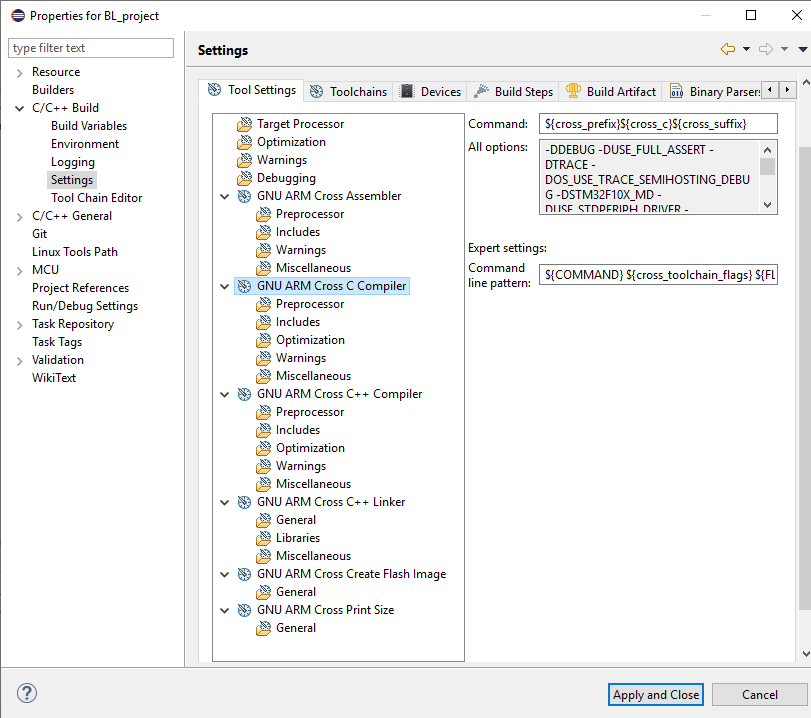 Properties for BL_project
type filter text
Resource
Builders
C/C++ Build
Build Variables
Environment
Logging
Settings
Tool Chain Editor
C/C++ General
Git
Linux Tools Path
MCU
Project References
Run/Debug Settings
Task Repository
Task Tags
Validation
WikiText
Settings
Tool Settings
Toolchains
Devices
Build Steps
Build Artifact
Binary Parsers
Target Processor
Optimization
Warnings
Debugging
GNU ARM Cross Assembler
Preprocessor
Includes
Warnings
Miscellaneous
GNU ARM Cross C Compiler
Preprocessor
Includes
Optimization
Warnings
Miscellaneous
GNU ARM Cross C++ Compiler
Preprocessor
Includes
Optimization
Warnings
Miscellaneous
GNU ARM Cross C++ Linker
General
Libraries
Miscellaneous
GNU ARM Cross Create Flash Image
General
GNU ARM Cross Print Size
General
Command:
${cross_prefix}${cross_c}${cross_suffix}
All options:
-DDEBUG -DUSE_FULL_ASSERT -
DTRACE -
DOS_USE_TRACE_SEMIHOSTING_DEBU
G -DSTM32F10X_MD -
DUSE_STDPERIPH_DRIVER -
Expert settings:
Command
line pattern:
${COMMAND} ${cross_toolchain_flags} ${FL
?
Apply and Close
Cancel